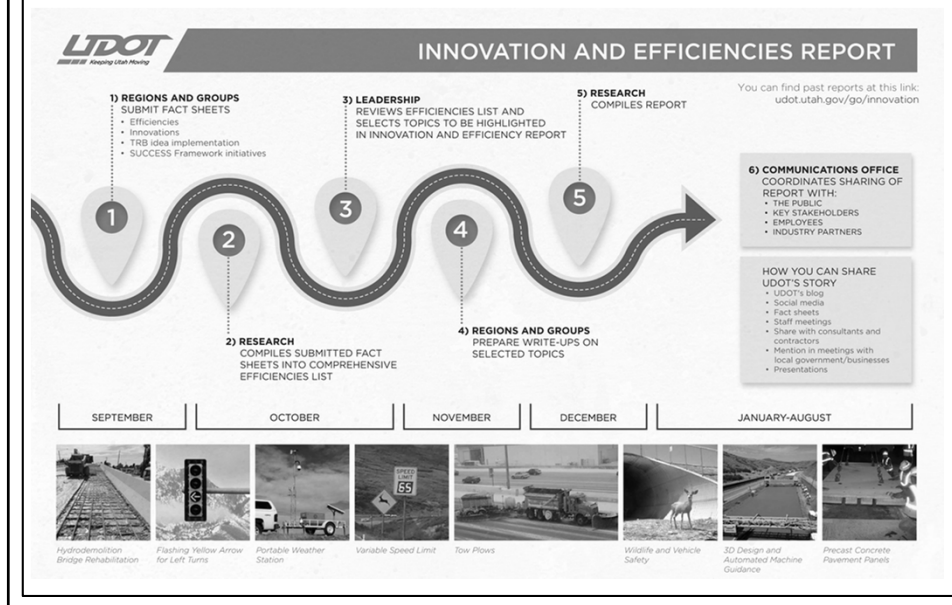 UDOT
Keeping Utah Moving
INNOVATION AND EFFICIENCIES REPORT
You can find past reports at this link:
udot.utah.gov/go/innovation
1) REGIONS AND GROUPS
SUBMIT FACT SHEETS
• Efficiencies
• Innovations
• TRB idea implementation
• SUCCESS Framework initiatives
3) LEADERSHIP
REVIEWS EFFICIENCIES LIST AND
SELECTS TOPICS TO BE HIGHLIGHTED
IN INNOVATION AND EFFICIENCY REPORT
5) RESEARCH
COMPILES REPORT
1
2
3
4
5
2) RESEARCH
COMPILES SUBMITTED FACT
SHEETS INTO COMPREHENSIVE
EFFICIENCIES LIST
4) REGIONS AND GROUPS
PREPARE WRITE-UPS ON
SELECTED TOPICS
6) COMMUNICATIONS OFFICE
COORDINATES SHARING OF
REPORT WITH:
• THE PUBLIC
• KEY STAKEHOLDERS
• EMPLOYEES
• INDUSTRY PARTNERS
HOW YOU CAN SHARE
UDOT'S STORY
• UDOT's blog
• Social media
• Fact sheets
• Staff meetings
• Share with consultants and
contractors
• Mention in meetings with
local government/businesses
• Presentations
SEPTEMBER
OCTOBER
NOVEMBER
DECEMBER
JANUARY-AUGUST
SPEED
LIMIT
65
Hydrodemolition
Bridge Rehabilitation
Flashing Yellow Arrow
for Left Turns
Portable Weather
Station
Variable Speed Limit
Tow Plows
Wildlife and Vehicle
Safety
3D Design and
Automated Machine
Guidance
Precast Concrete
Pavement Panels